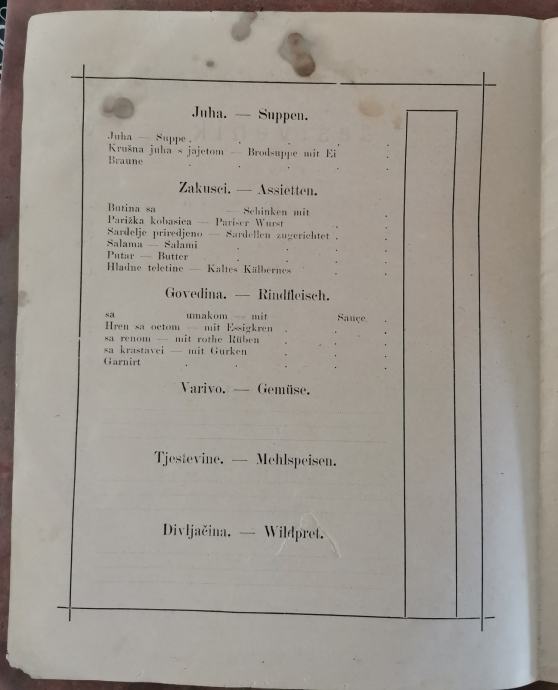 Juha. — Suppen.
Juha — Suppe .
Krušna juha s jajetom — Brodsuppe mit Ei .
Braune . . . .
Zakusci. — Assietten.
Butina sa — Schinken mit .
Parižka kobasica — Pariser Wurst . .
Sardelje priredjeno — Sardellen zugerichtet . .
Salama — Salami . . .
Putar — Butter . . .
Hladne teletine — Kaltes Kälbernes . .
Govedina. — Rindfleisch.
sa umakom — mit Sauçe .
Hren sa octom — mit Essigkren . . .
sa renom — mit rothe Rüben . . .
sa krastavci — mit Gurken . . .
Garnirt . . . . .
Varivo. — Gemüse.
Tjestevine. — Mehlspeisen.
Divljačina. — Wildpret.